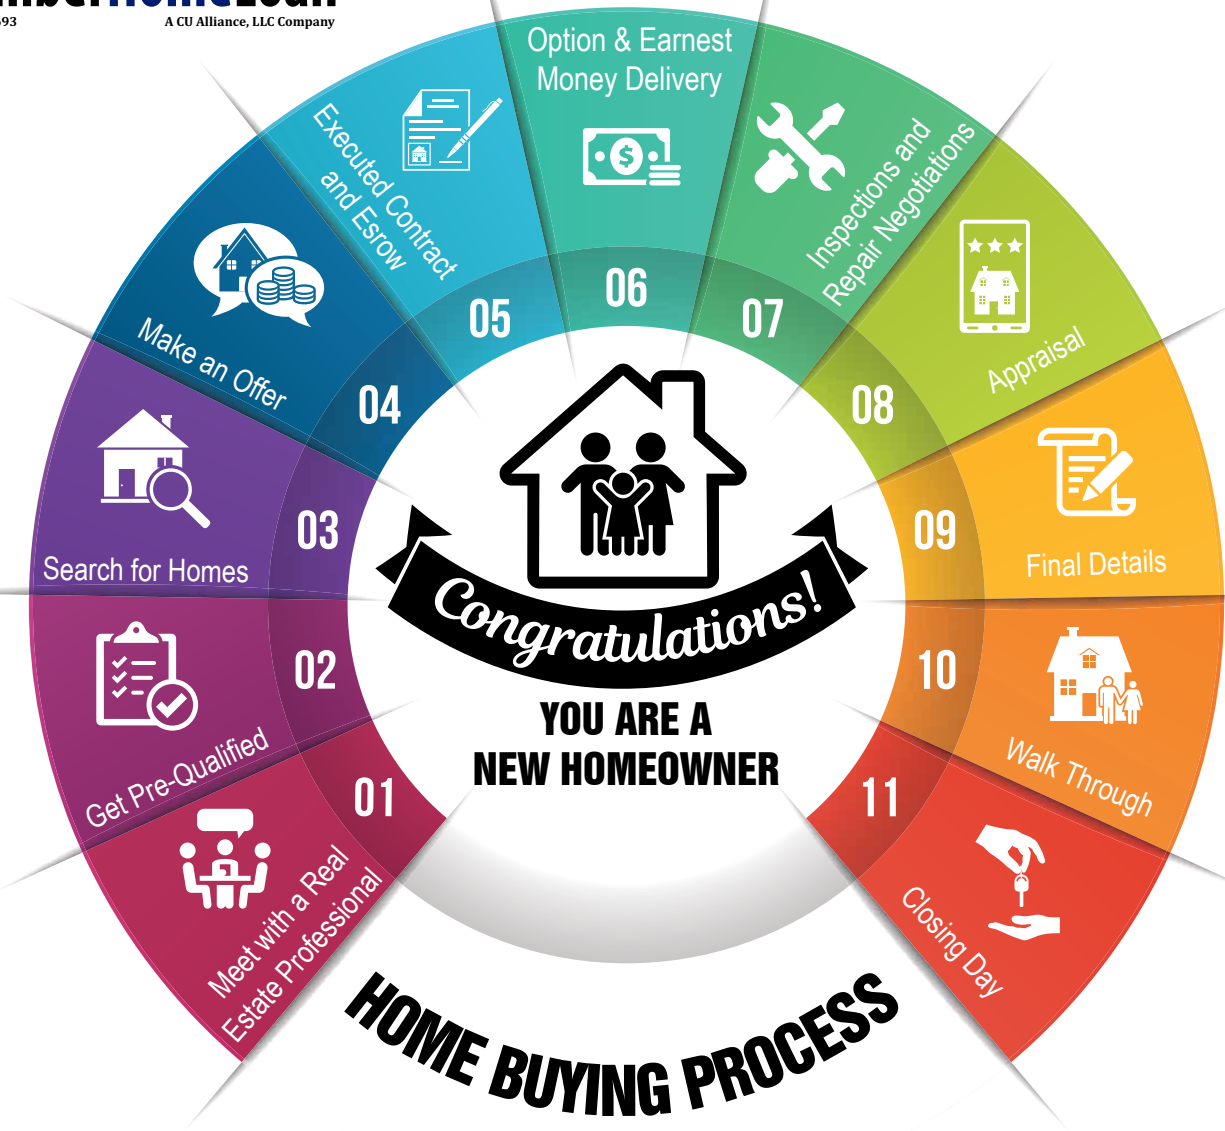 A CU Alliance, LLC Company
01
Meet with a Real
Estate Professional
02
Get Pre-Qualified
03
Search for Homes
04
Make an Offer
05
Executed Contract
and Esrow
06
Option & Earnest
Money Delivery
07
Inspections and
Repair Negotiations
08
Appraisal
09
Final Details
10
Walk Through
11
Closing Day
Congratulations!
YOU ARE A
NEW HOMEOWNER
HOME BUYING PROCESS